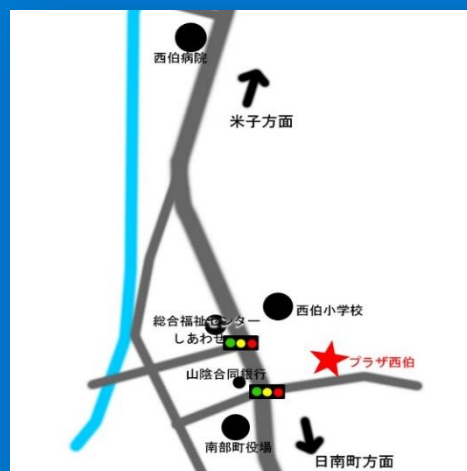 西伯病院
米子方面
西伯小学校
総合福祉センター
しあわせ
プラザ西伯
山陰合同銀行
南部町役場
日南町方面